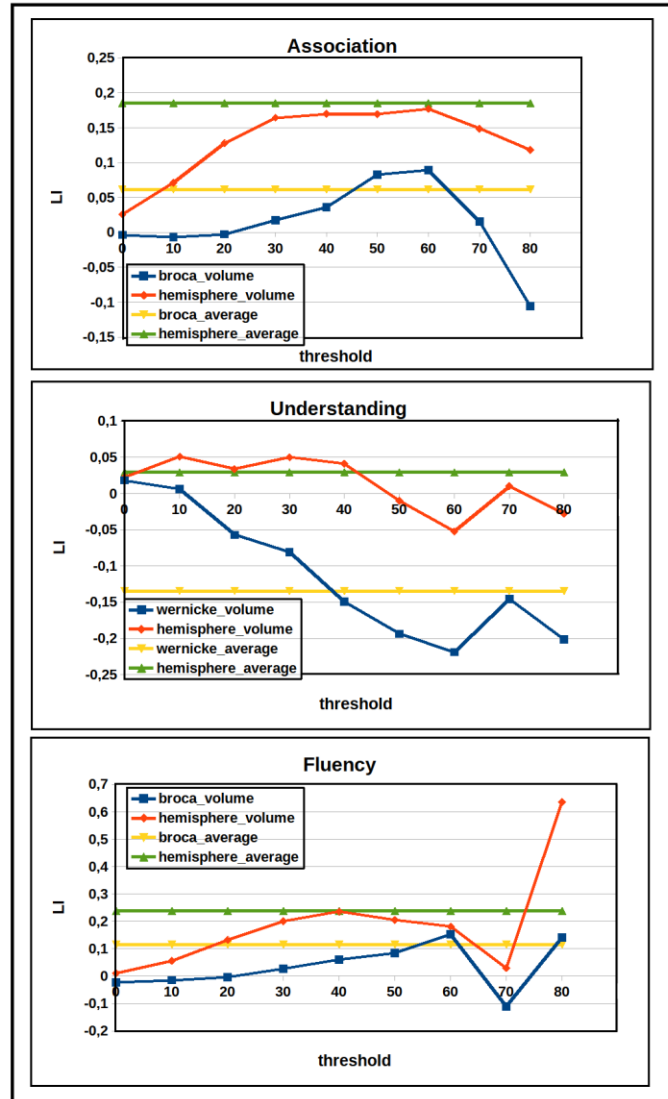 Association
0,25
0,2
0,15
0,1
0,05
0
-0,05
-0,1
-0,15
LI
0 10 20 30 40 50 60 70 80
broca_volume
hemisphere_volume
broca_average
hemisphere_average
threshold
Understanding
0,1
0,05
0
-0,05
-0,1
-0,15
-0,2
-0,25
LI
0 10 20 30 40 50 60 70 80
wernicke_volume
hemisphere_volume
wernicke_average
hemisphere_average
threshold
Fluency
0,7
0,6
0,5
0,4
0,3
0,2
0,1
0
-0,1
-0,2
LI
broca_volume
hemisphere_volume
broca_average
hemisphere_average
0 10 20 30 40 50 60 70 80
threshold